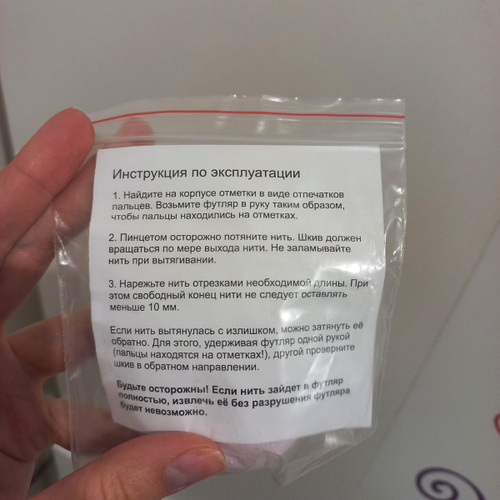 Инструкция по эксплуатации
1. Найдите на корпусе отметки в виде отпечатков
пальцев. Возьмите футляр в руку таким образом,
чтобы пальцы находились на отметках.
2. Пинцетом осторожно потяните нить. Шкив должен
вращаться по мере выхода нити. Не заламывайте
нить при вытягивании.
3. Нарежьте нить отрезками необходимой длины. При
этом свободный конец нити не следует оставлять
меньше 10 мм.
Если нить вытянулась с излишком, можно затянуть её
обратно. Для этого, удерживая футляр одной рукой
(пальцы находятся на отметках!), другой проверните
шкив в обратном направлении.
Будьте осторожны! Если нить зайдет в футляр
полностью, извлечь её без разрушения футляра
будет невозможно.